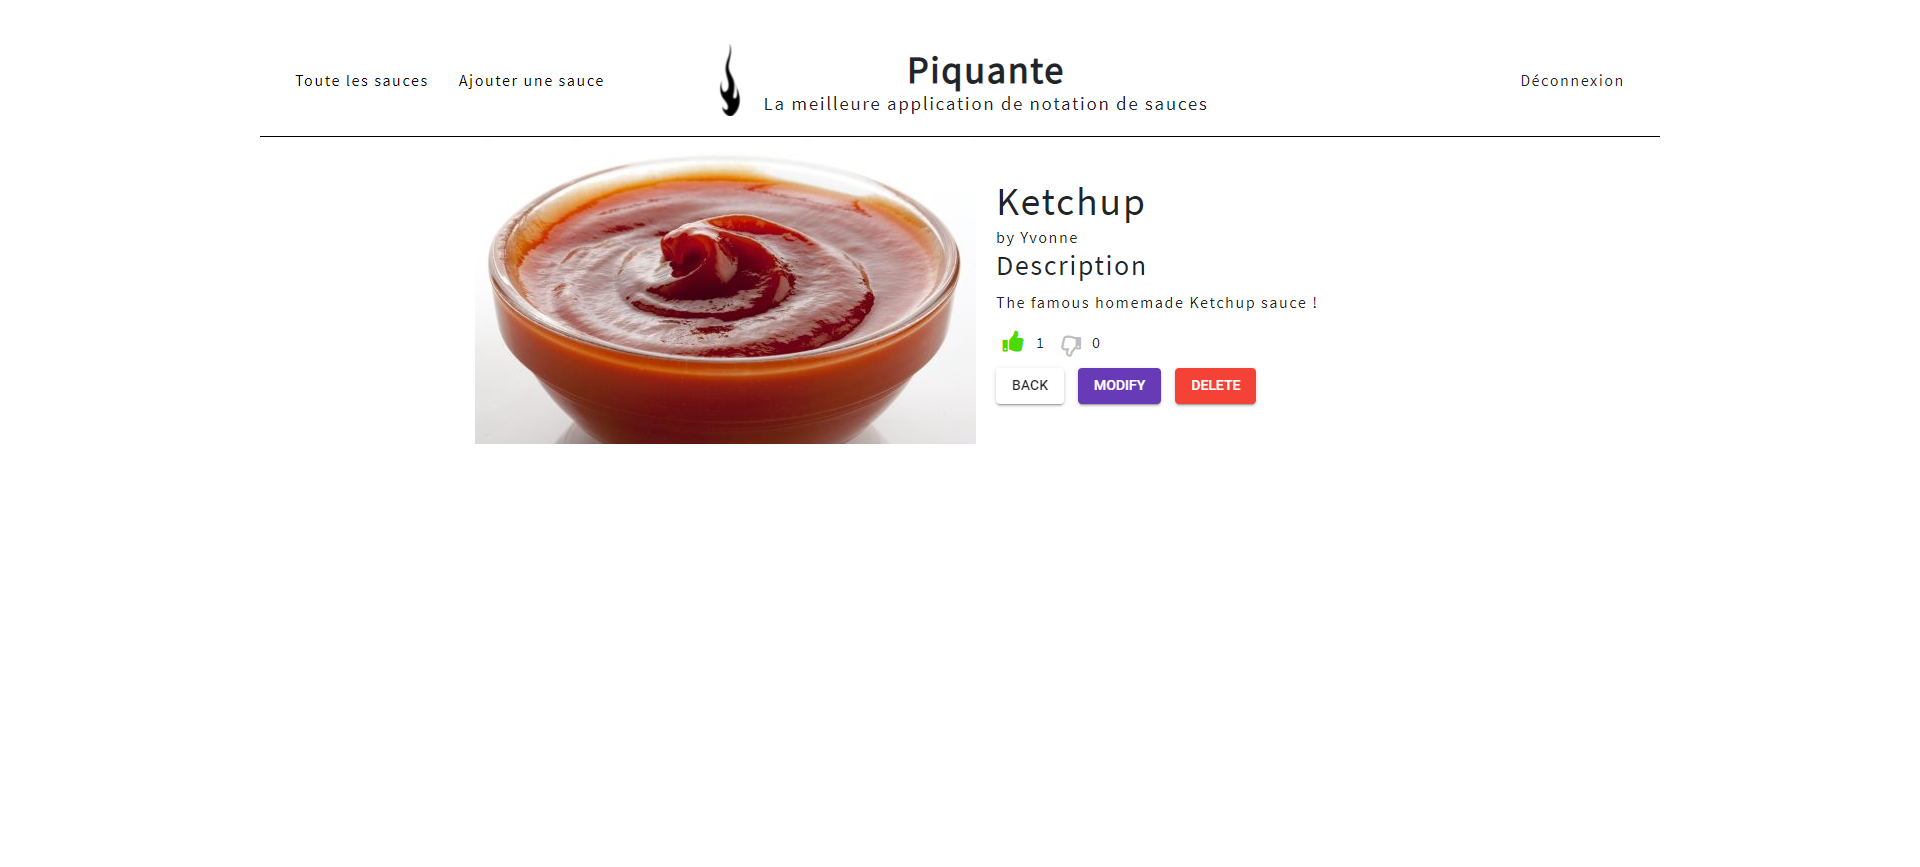 Toute les sauces
Ajouter une sauce
Piquante
La meilleure application de notation de sauces
Déconnexion
Ketchup
by Yvonne
Description
The famous homemade Ketchup sauce !
1
0
BACK
MODIFY
DELETE